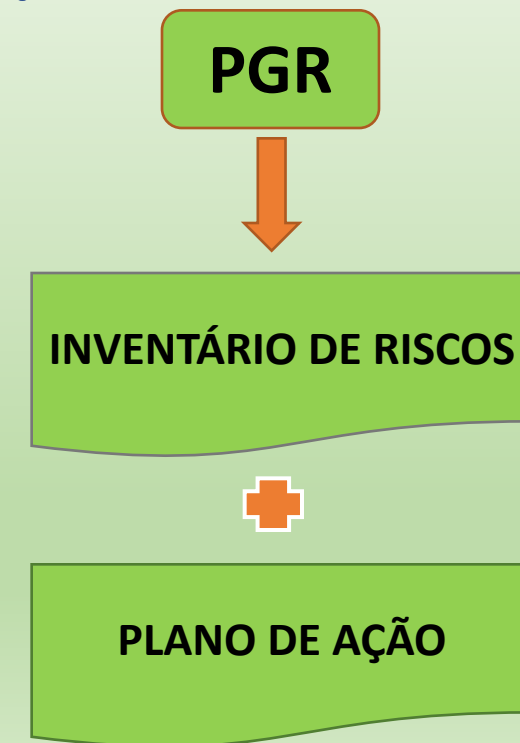 PGR
INVENTÁRIO DE RISCOS
PLANO DE AÇÃO